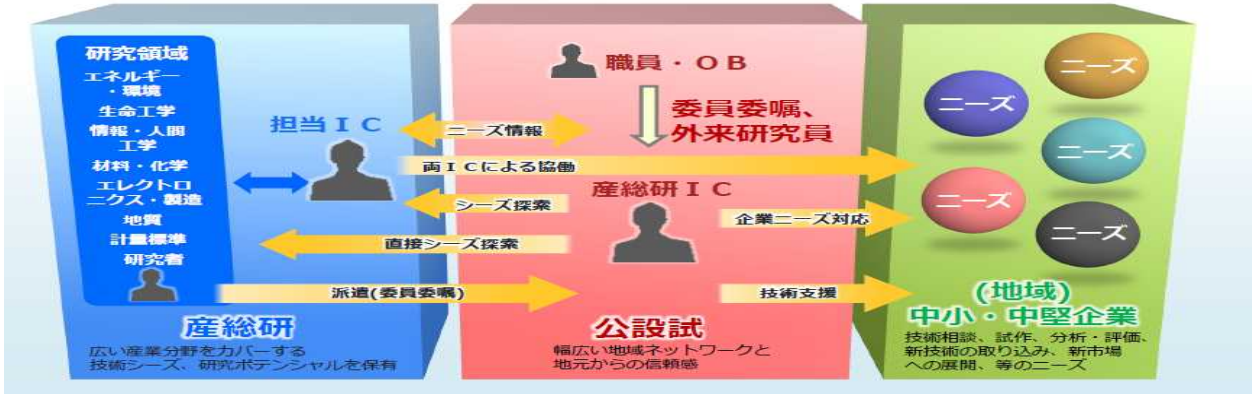 研究領域
エネルギー
・環境
生命工学
情報・人間
工学
材料・化学
エレクトロ
ニクス・製造
地質
計量標準
研究者
担当ＩＣ
産総研
広い産業分野をカバーする
技術シーズ、研究ポテンシャルを保有
職員・ＯＢ
委員委嘱、
外来研究員
ニーズ情報
両ＩＣによる協働
産総研ＩＣ
シーズ探索
企業ニーズ対応
直接シーズ探索
派遣(委員委嘱)
技術支援
公設試
幅広い地域ネットワークと
地元からの信頼感
ニーズ
ニーズ
ニーズ
ニーズ
ニーズ
(地域)
中小・中堅企業
技術相談、試作、分析・評価、
新技術の取り込み、新市場
への展開、等のニーズ